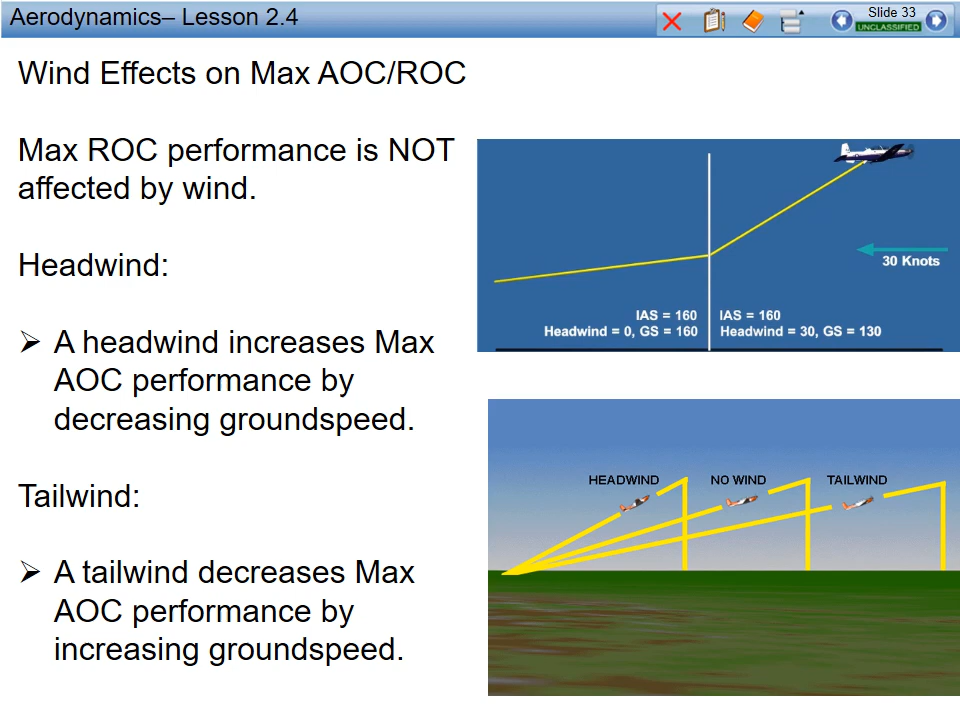 Aerodynamics– Lesson 2.4
Slide 33
UNCLASSIFIED
Wind Effects on Max AOC/ROC
Max ROC performance is NOT
affected by wind.
Headwind:
➢ A headwind increases Max
AOC performance by
decreasing groundspeed.
Tailwind:
➢ A tailwind decreases Max
AOC performance by
increasing groundspeed.
30 Knots
IAS = 160
Headwind = 0, GS = 160
IAS = 160
Headwind = 30, GS = 130
HEADWIND
NO WIND
TAILWIND